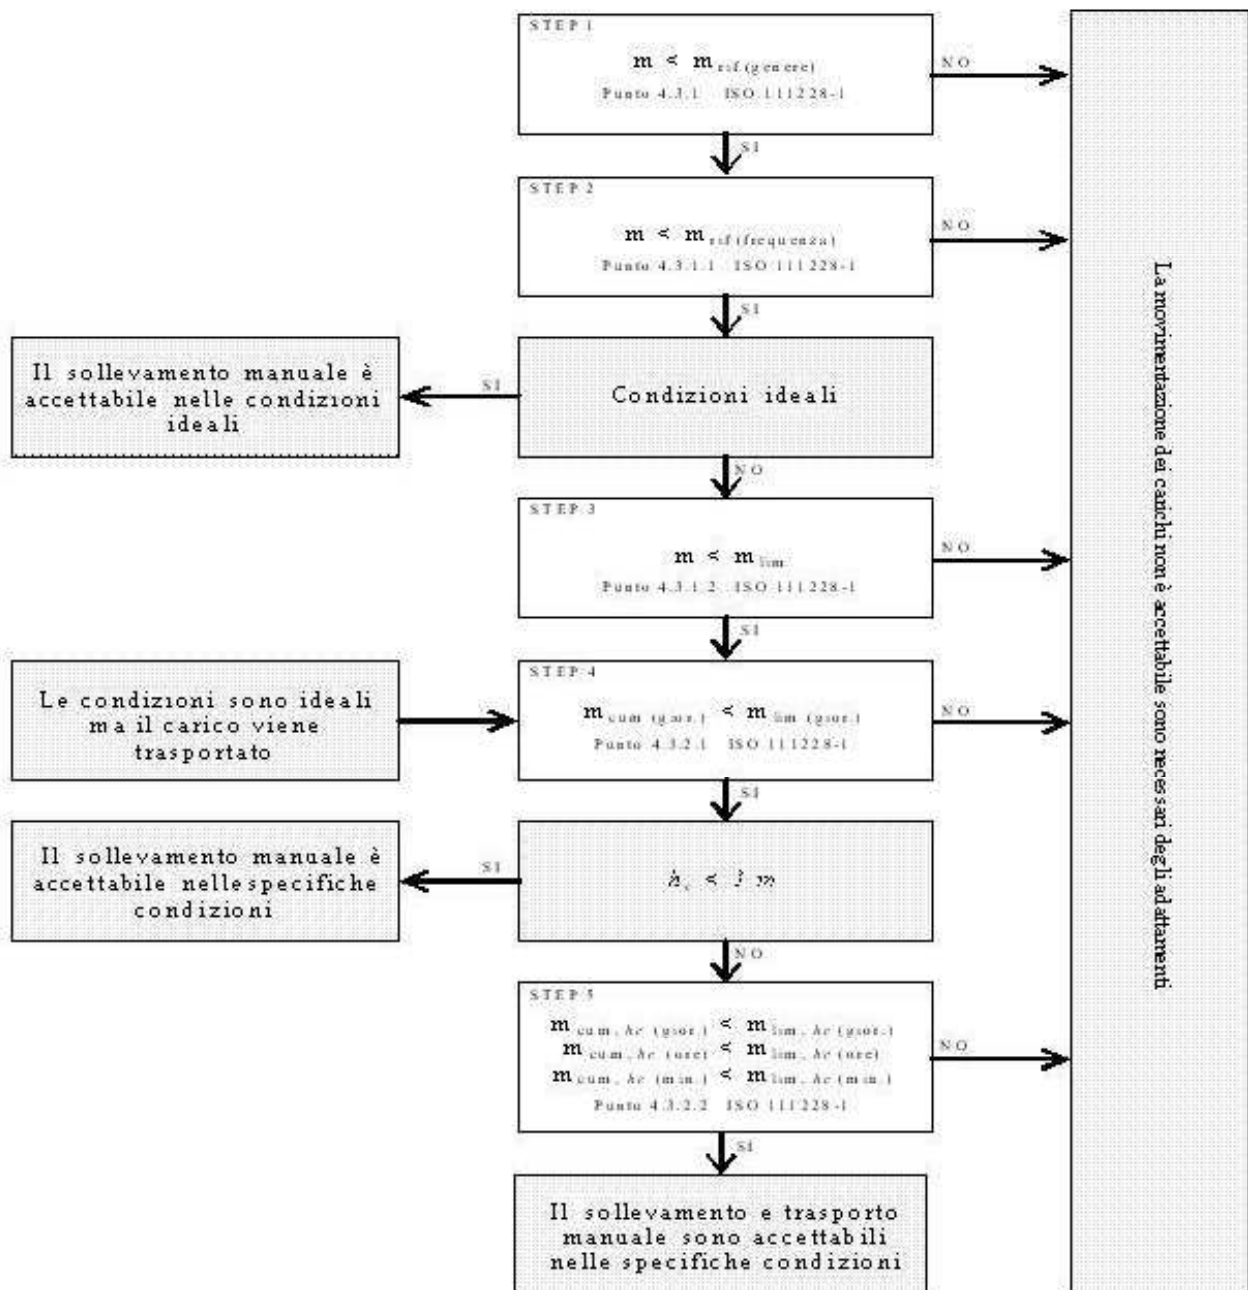 STEP 1
m < m rif (genere)
Punto 4.3.1 ISO 111228-1
NO
SI
STEP 2
m < m rif (frequenza)
Punto 4.3.1.1 ISO 111228-1
NO
SI
Il sollevamento manuale è
accettabile nelle condizioni
ideali
SI
Condizioni ideali
NO
STEP 3
m < m lim
Punto 4.3.1.2 ISO 111228-1
NO
SI
Le condizioni sono ideali
ma il carico viene
trasportato
STEP 4
m cum (gior.) < m lim (gior.)
Punto 4.3.2.1 ISO 111228-1
NO
SI
Il sollevamento manuale è
accettabile nelle specifiche
condizioni
SI
h c < 3 m
NO
STEP 5
m cum, hc (gior.) < m lim, hc (gior.)
m cum, hc (ore) < m lim, hc (ore)
m cum, hc (min.) < m lim, hc (min.)
Punto 4.3.2.2 ISO 111228-1
NO
SI
Il sollevamento e trasporto
manuale sono accettabili
nelle specifiche condizioni
La movimentazione dei carichi non è accettabile sono necessari degli adattamenti